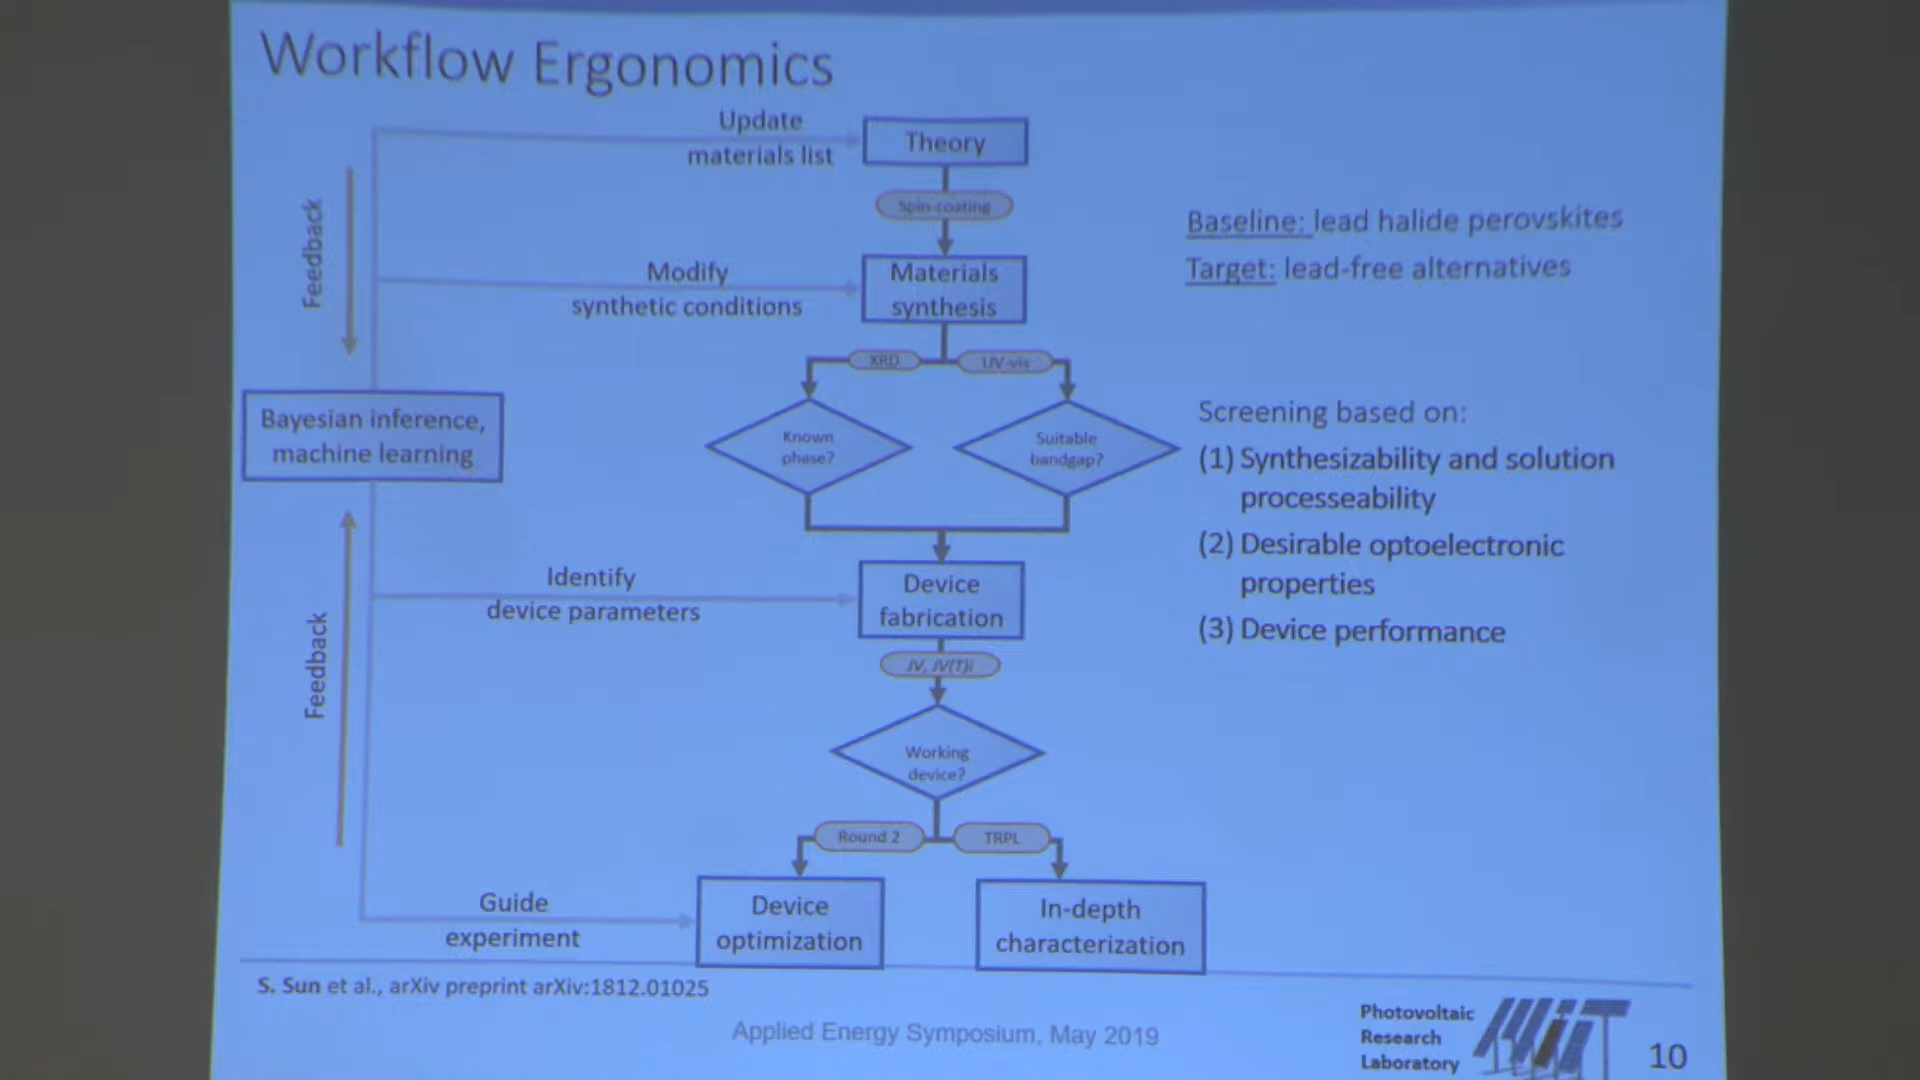 Workflow Ergonomics
Update
materials list
Theory
Spin-coating
Feedback
Modify
synthetic conditions
Materials
synthesis
Baseline: lead halide perovskites
Target: lead-free alternatives
XRD
UV-vis
Bayesian inference,
machine learning
Known
phase?
Suitable
bandgap?
Screening based on:
(1) Synthesizability and solution
processeability
(2) Desirable optoelectronic
properties
(3) Device performance
Identify
device parameters
Device
fabrication
Feedback
JV, JV(T)i
Working
device?
Round 2
TRPL
Guide
experiment
Device
optimization
In-depth
characterization
S. Sun et al., arXiv preprint arXiv:1812.01025
Applied Energy Symposium, May 2019
Photovoltaic
Research
Laboratory
MIT
10